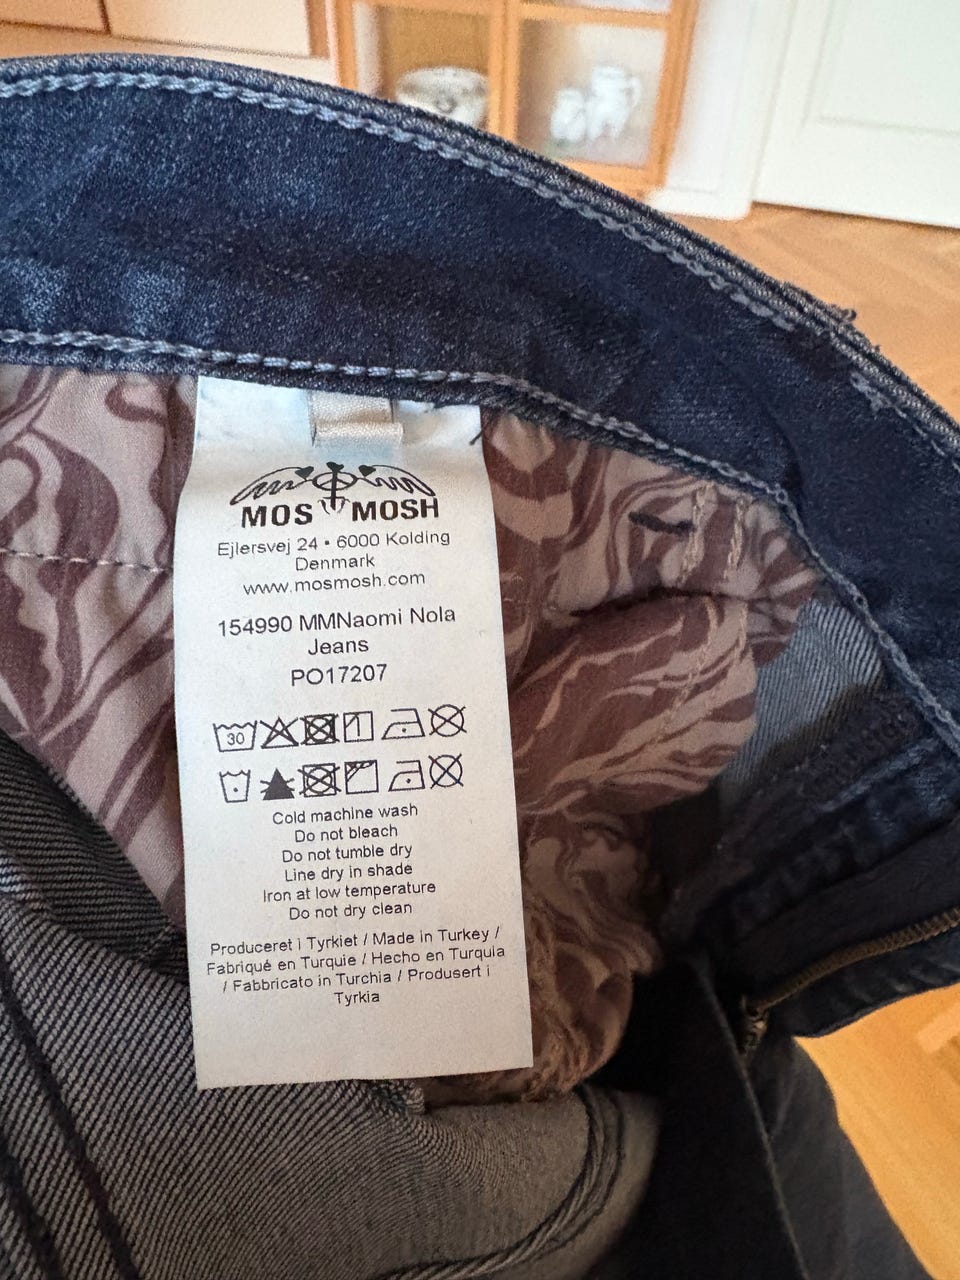 MOS MOSH
Ejlersvej 24 • 6000 Kolding
Denmark
www.mosmosh.com
154990 MMNaomi Nola
Jeans
PO17207
30
Cold machine wash
Do not bleach
Do not tumble dry
Line dry in shade
Iron at low temperature
Do not dry clean
Produceret i Tyrkiet / Made in Turkey /
Fabriqué en Turquie / Hecho en Turquia
/ Fabbricato in Turchia / Produsert i
Tyrkia